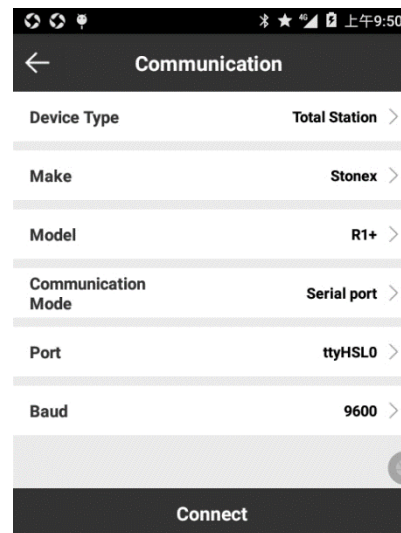 4G 上午9:50
Communication
Device Type Total Station
Make Stonex
Model R1+
Communication
Mode Serial port
Port ttyHSL0
Baud 9600
Connect